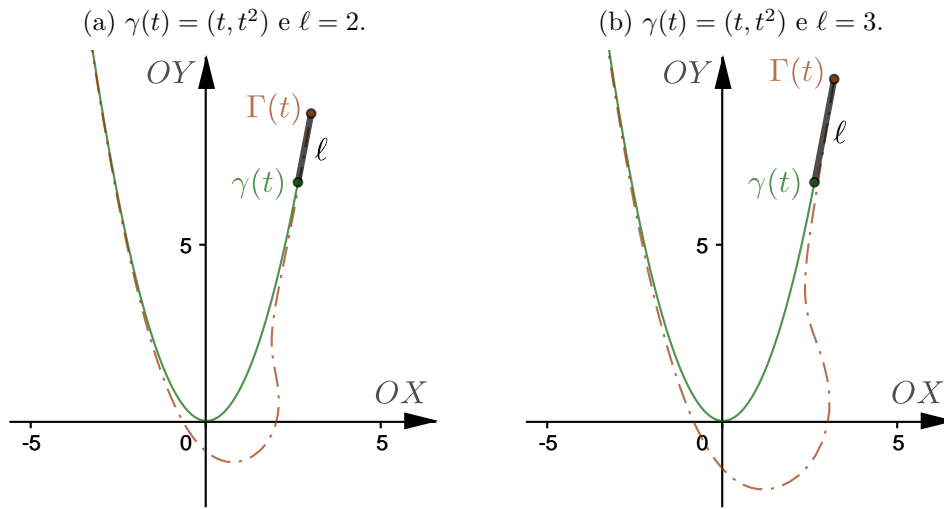 (a) γ(t) = (t, t²) e ℓ = 2.
OY
Γ(t)
ℓ
γ(t)
5
OX
-5
0
5
(b) γ(t) = (t, t²) e ℓ = 3.
OY
Γ(t)
ℓ
γ(t)
5
OX
-5
0
5